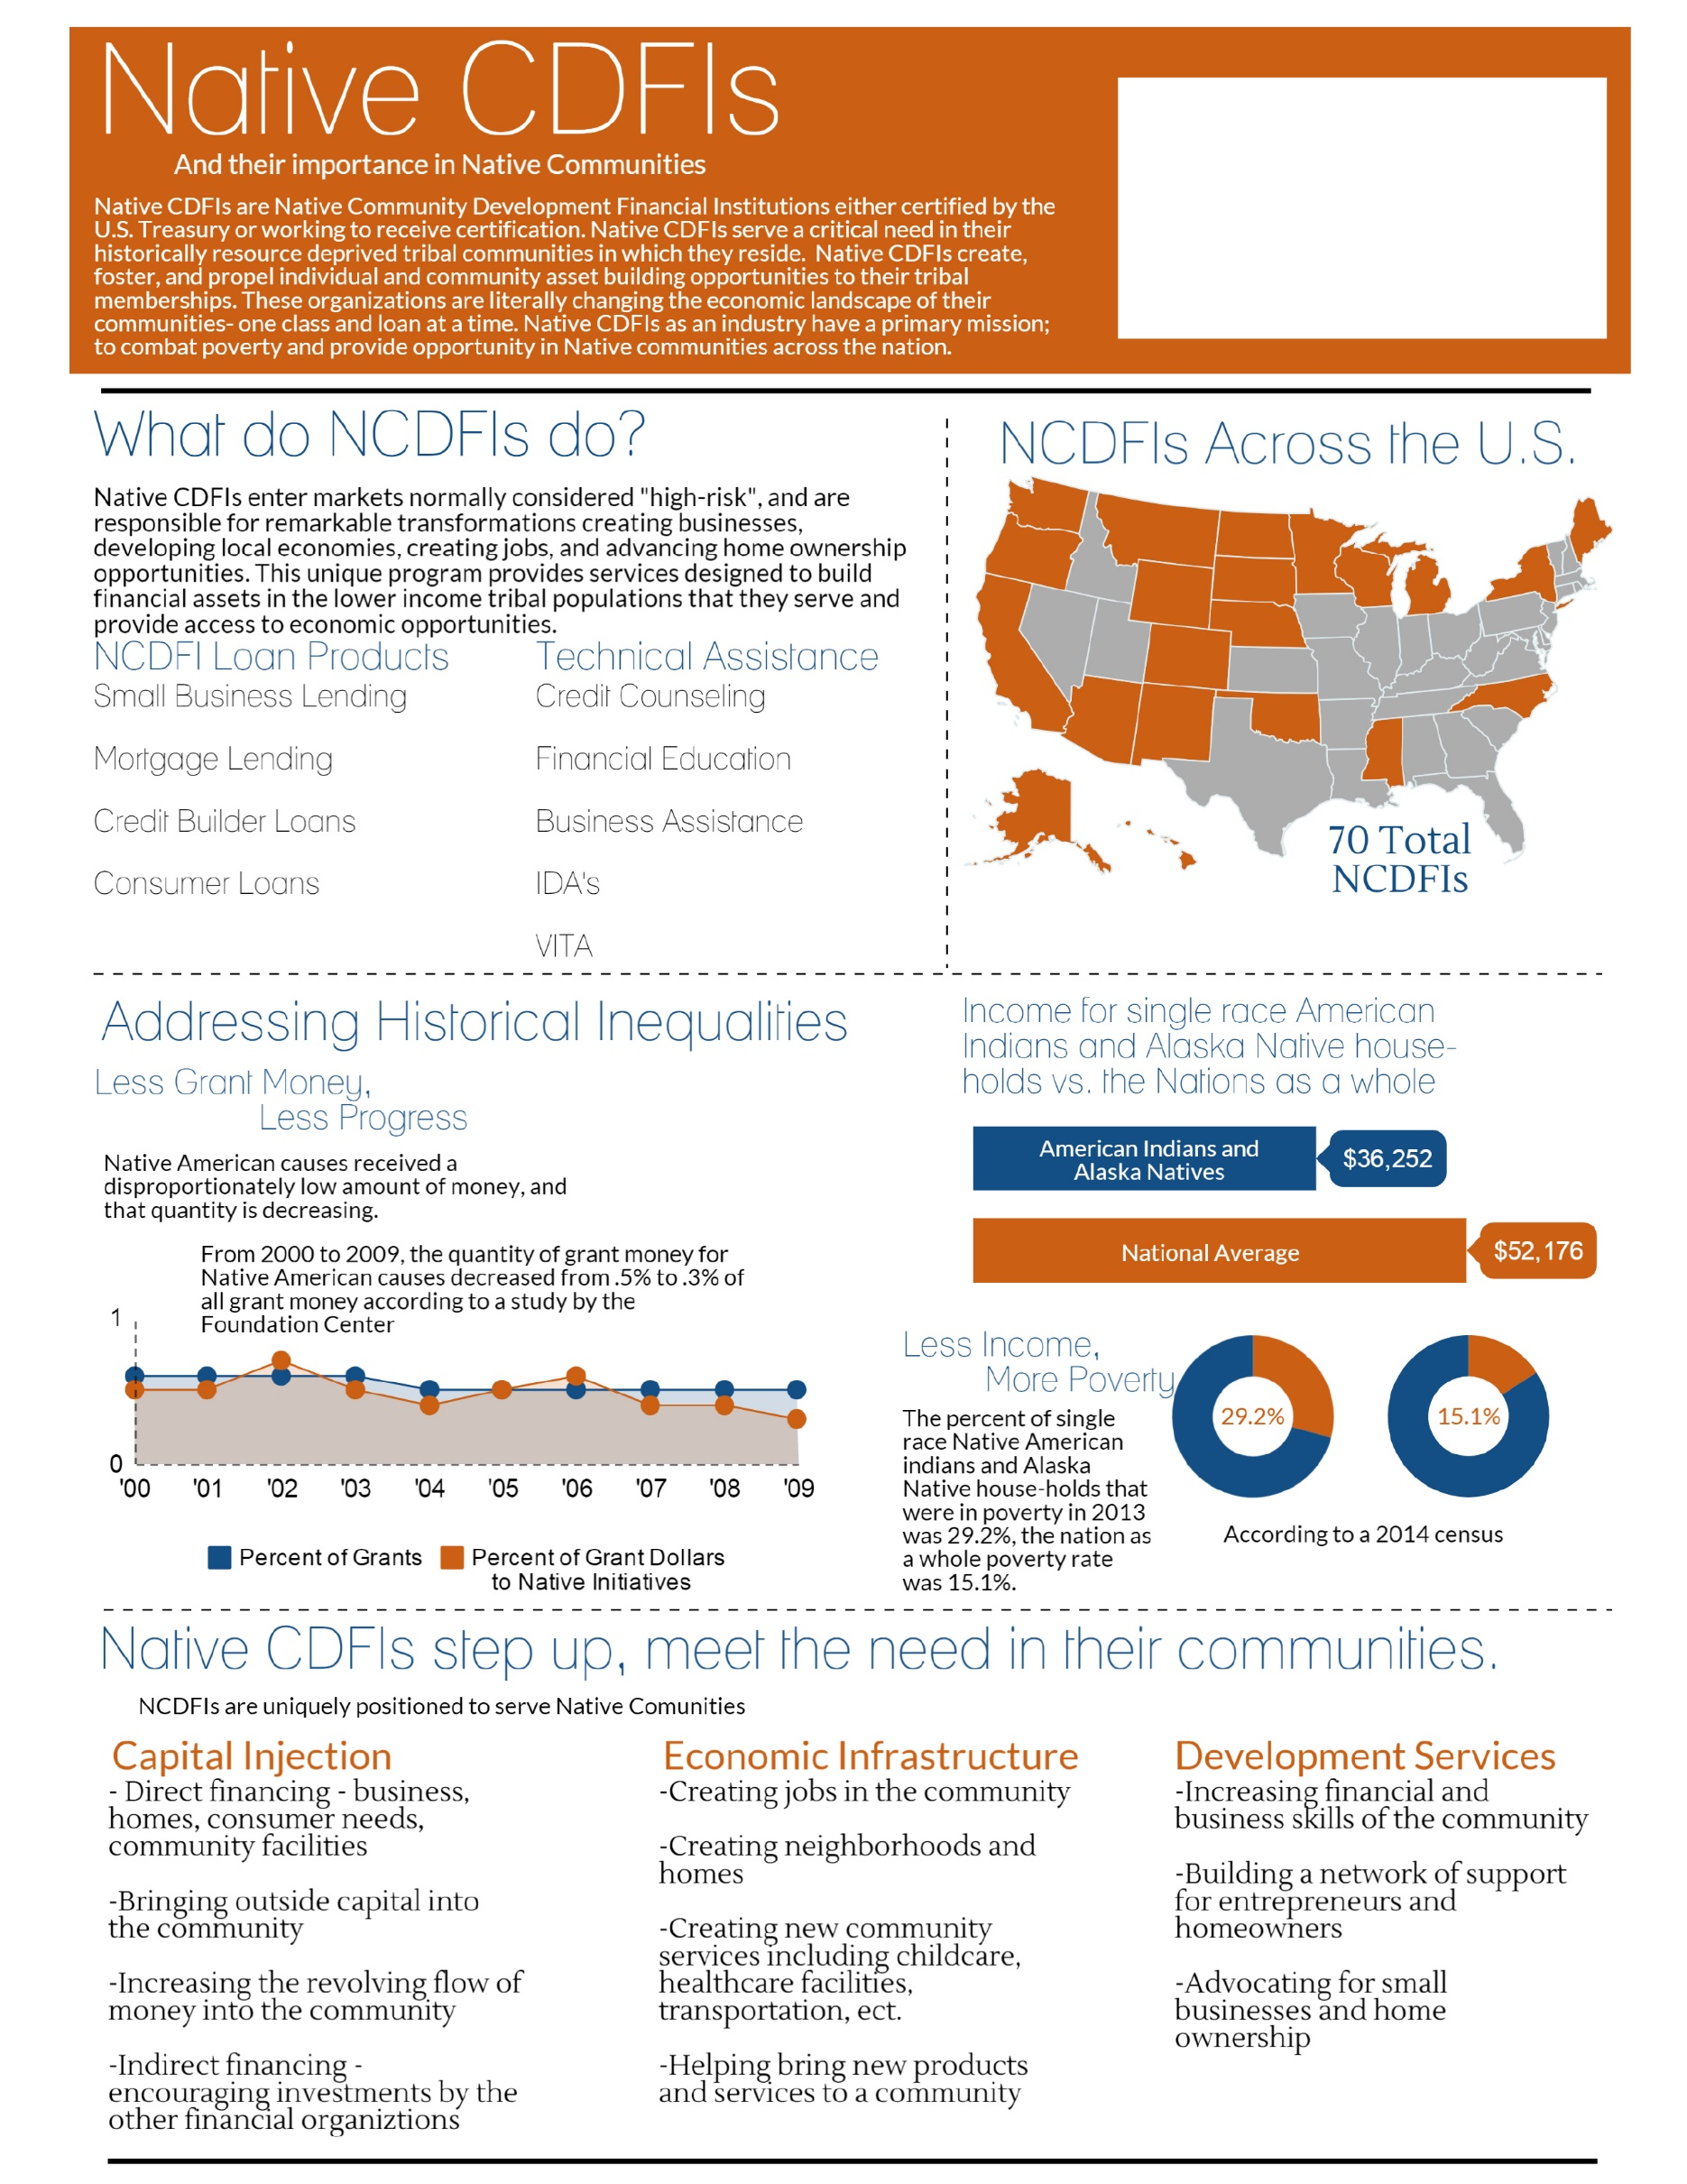 Native CDFIs
And their importance in Native Communities
Native CDFIs are Native Community Development Financial Institutions either certified by the
U.S. Treasury or working to receive certification. Native CDFIs serve a critical need in their
historically resource deprived tribal communities in which they reside. Native CDFIs create,
foster, and propel individual and community asset building opportunities to their tribal
memberships. These organizations are literally changing the economic landscape of their
communities- one class and loan at a time. Native CDFIs as an industry have a primary mission;
to combat poverty and provide opportunity in Native communities across the nation.
What do NCDFIs do?
Native CDFIs enter markets normally considered "high-risk", and are
responsible for remarkable transformations creating businesses,
developing local economies, creating jobs, and advancing home ownership
opportunities. This unique program provides services designed to build
financial assets in the lower income tribal populations that they serve and
provide access to economic opportunities.
NCDFI Loan Products
Small Business Lending
Mortgage Lending
Credit Builder Loans
Consumer Loans
Technical Assistance
Credit Counseling
Financial Education
Business Assistance
IDA's
VITA
NCDFIs Across the U.S.
70 Total
NCDFIs
Addressing Historical Inequalities
Less Grant Money,
Less Progress
Native American causes received a
disproportionately low amount of money, and
that quantity is decreasing.
From 2000 to 2009, the quantity of grant money for
Native American causes decreased from .5% to .3% of
all grant money according to a study by the
Foundation Center
1
0
'00 '01 '02 '03 '04 '05 '06 '07 '08 '09
Percent of Grants
Percent of Grant Dollars
to Native Initiatives
Income for single race American
Indians and Alaska Native house-
holds vs. the Nations as a whole
American Indians and
Alaska Natives
$36,252
National Average
$52,176
Less Income,
More Poverty
The percent of single
race Native American
indians and Alaska
Native house-holds that
were in poverty in 2013
was 29.2%, the nation as
a whole poverty rate
was 15.1%.
29.2%
15.1%
According to a 2014 census
Native CDFIs step up, meet the need in their communities.
NCDFIs are uniquely positioned to serve Native Comunities
Capital Injection
- Direct financing - business,
homes, consumer needs,
community facilities
-Bringing outside capital into
the community
-Increasing the revolving flow of
money into the community
-Indirect financing -
encouraging investments by the
other financial organiztions
Economic Infrastructure
-Creating jobs in the community
-Creating neighborhoods and
homes
-Creating new community
services including childcare,
healthcare facilities,
transportation, ect.
-Helping bring new products
and services to a community
Development Services
-Increasing financial and
business skills of the community
-Building a network of support
for entrepreneurs and
homeowners
-Advocating for small
businesses and home
ownership